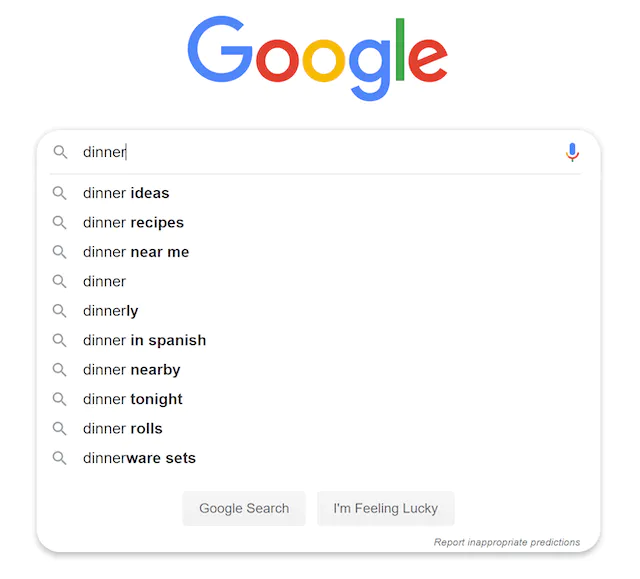 Google
dinner
dinner ideas
dinner recipes
dinner near me
dinner
dinnerly
dinner in spanish
dinner nearby
dinner tonight
dinner rolls
dinnerware sets
Google Search I'm Feeling Lucky
Report inappropriate predictions